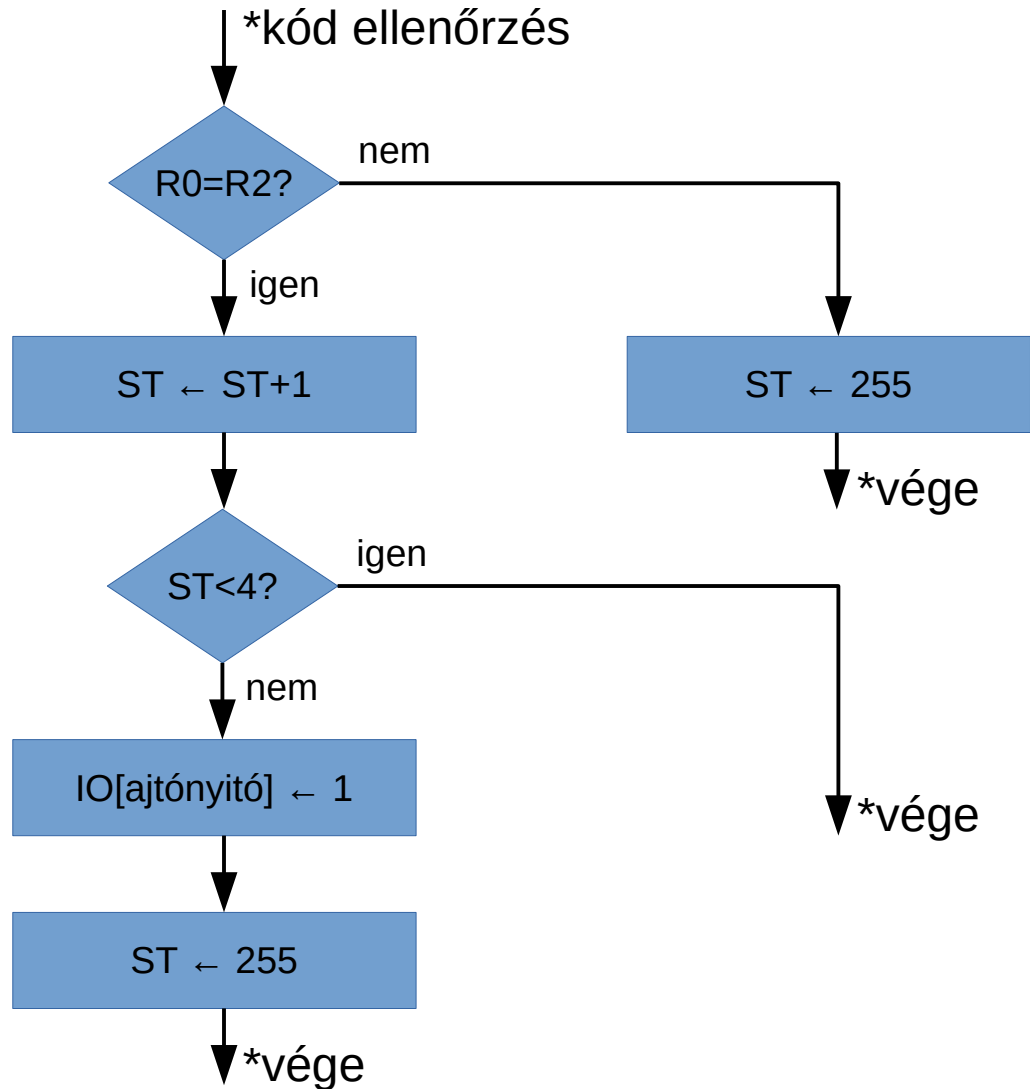 *kód ellenőrzés
R0=R2?
nem
igen
ST ← ST+1
ST ← 255
*vége
ST<4?
igen
nem
IO[ajtónyitó] ← 1
*vége
ST ← 255
*vége